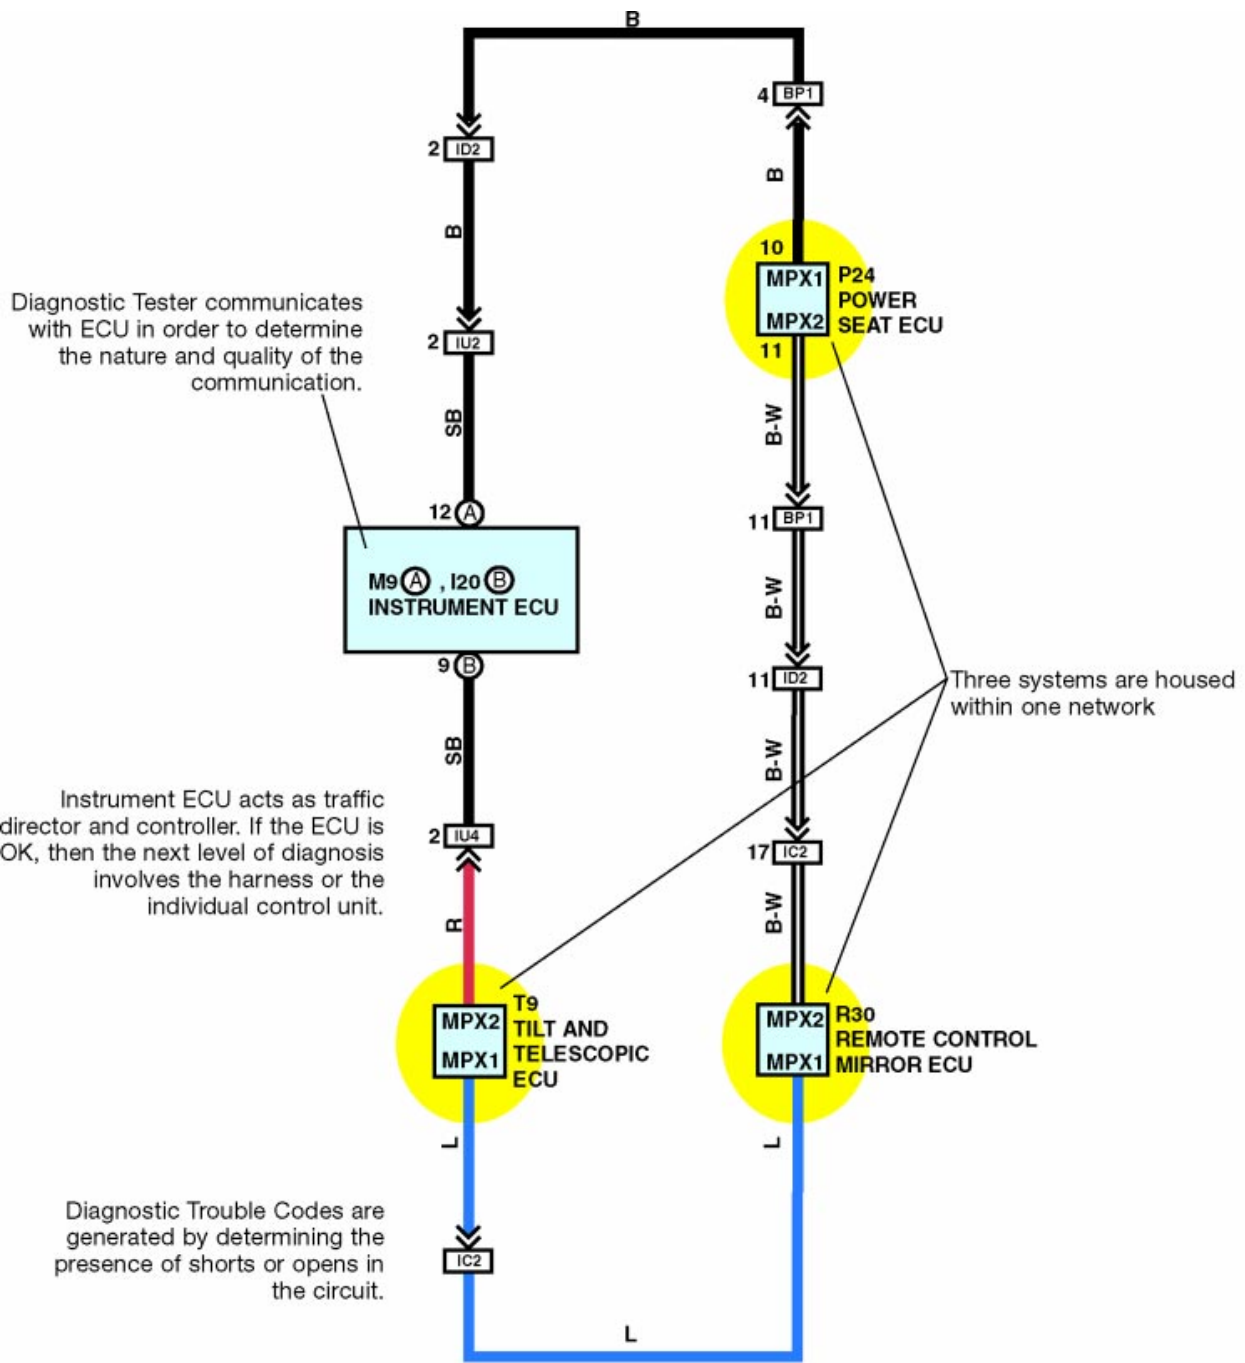 B
4 BP1
2 ID2
B
B
10
MPX1
MPX2
P24
POWER
SEAT ECU
11
Diagnostic Tester communicates
with ECU in order to determine
the nature and quality of the
communication.
2 IU2
SB
B-W
12 A
11 BP1
M9 A , I20 B
INSTRUMENT ECU
B-W
9 B
11 ID2
Three systems are housed
within one network
SB
B-W
Instrument ECU acts as traffic
director and controller. If the ECU is
OK, then the next level of diagnosis
involves the harness or the
individual control unit.
2 IU4
17 IC2
R
B-W
MPX2
MPX1
T9
TILT AND
TELESCOPIC
ECU
MPX2
MPX1
R30
REMOTE CONTROL
MIRROR ECU
L
L
Diagnostic Trouble Codes are
generated by determining the
presence of shorts or opens in
the circuit.
IC2
L